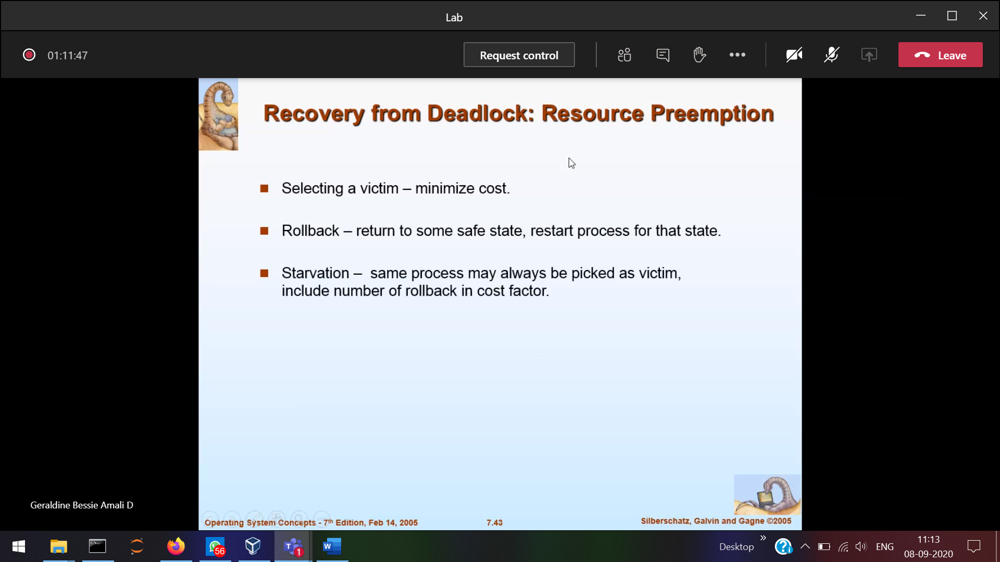 Lab
01:11:47
Request control
Leave
Recovery from Deadlock: Resource Preemption
Selecting a victim – minimize cost.
Rollback – return to some safe state, restart process for that state.
Starvation – same process may always be picked as victim,
include number of rollback in cost factor.
Geraldine Bessie Amali D
Operating System Concepts - 7th Edition, Feb 14, 2005
7.43
Silberschatz, Galvin and Gagne ©2005
56
T
1
W
Desktop
ENG
11:13
08-09-2020